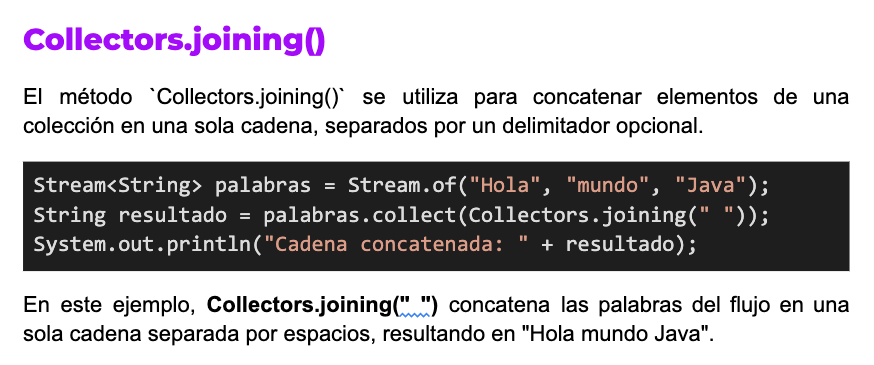 Collectors.joining()
El método `Collectors.joining()` se utiliza para concatenar elementos de una
colección en una sola cadena, separados por un delimitador opcional.
Stream<String> palabras = Stream.of("Hola", "mundo", "Java");
String resultado = palabras.collect(Collectors.joining(" "));
System.out.println("Cadena concatenada: " + resultado);
En este ejemplo, Collectors.joining(" ") concatena las palabras del flujo en una
sola cadena separada por espacios, resultando en "Hola mundo Java".